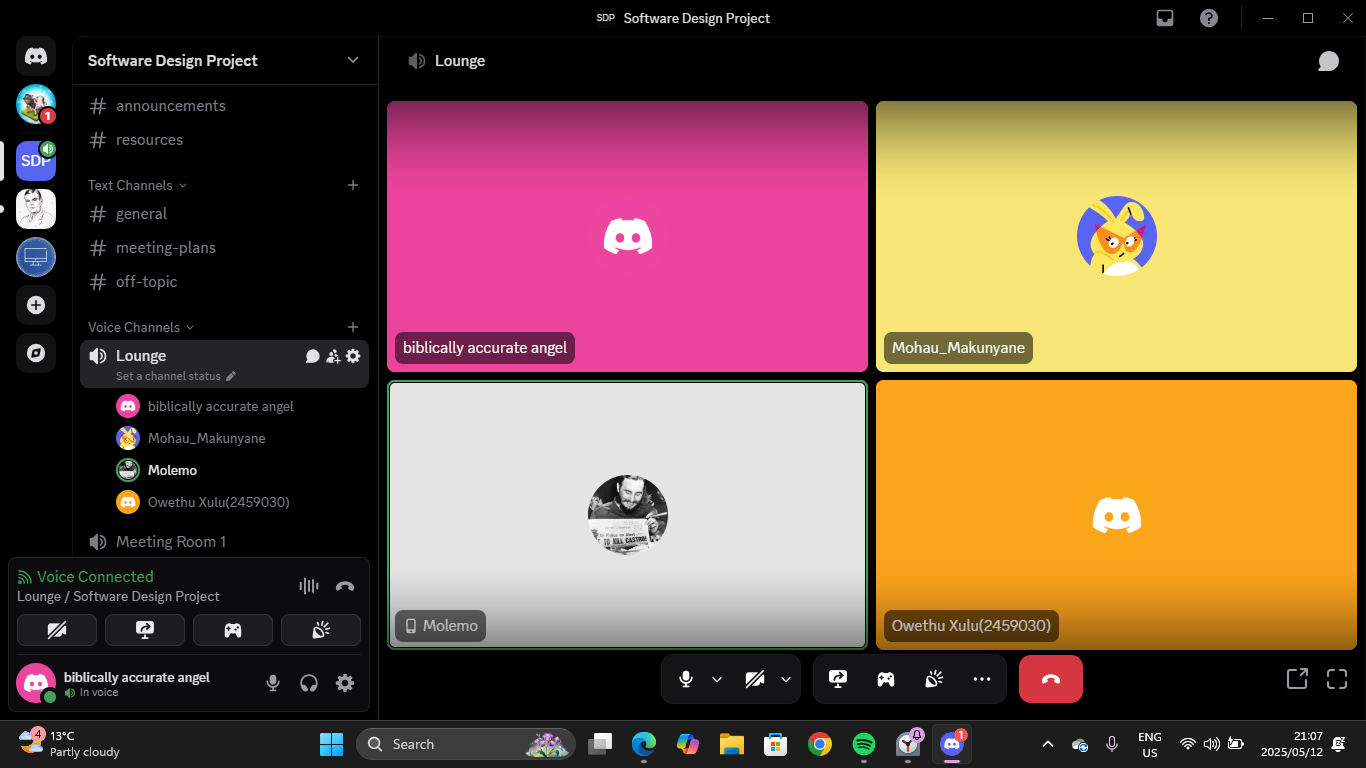 SDP Software Design Project
Software Design Project
Lounge
1
announcements
resources
SDP
Text Channels
general
meeting-plans
off-topic
Voice Channels
Lounge
Set a channel status
biblically accurate angel
Mohau_Makunyane
Molemo
Owethu Xulu(2459030)
Meeting Room 1
Voice Connected
Lounge / Software Design Project
biblically accurate angel
In voice
biblically accurate angel
Mohau_Makunyane
TO KILL CASTRO!
Molemo
Owethu Xulu(2459030)
4
13°C
Partly cloudy
Search
1
ENG
US
21:07
2025/05/12